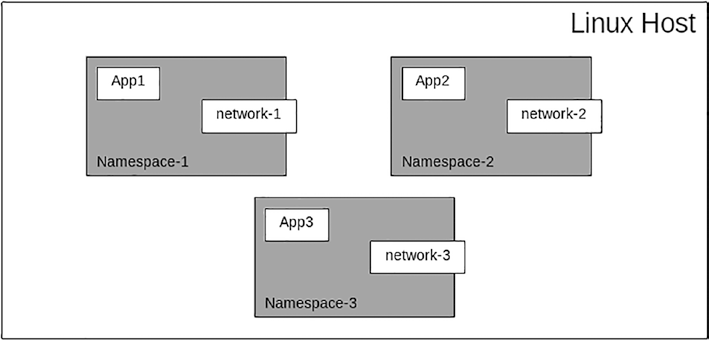 Linux Host
App1
network-1
Namespace-1
App2
network-2
Namespace-2
App3
network-3
Namespace-3